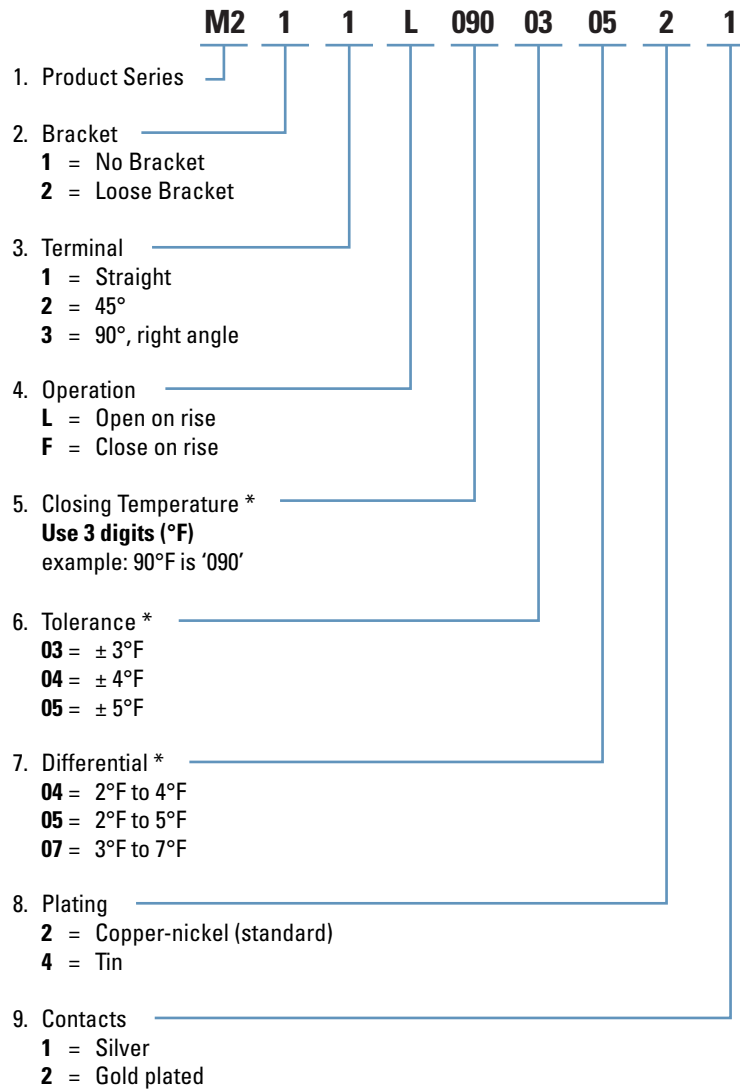 M2 1 1 L 090 03 05 2 1
1. Product Series
2. Bracket
1 = No Bracket
2 = Loose Bracket
3. Terminal
1 = Straight
2 = 45°
3 = 90°, right angle
4. Operation
L = Open on rise
F = Close on rise
5. Closing Temperature *
Use 3 digits (°F)
example: 90°F is ‘090’
6. Tolerance *
03 = ± 3°F
04 = ± 4°F
05 = ± 5°F
7. Differential *
04 = 2°F to 4°F
05 = 2°F to 5°F
07 = 3°F to 7°F
8. Plating
2 = Copper-nickel (standard)
4 = Tin
9. Contacts
1 = Silver
2 = Gold plated